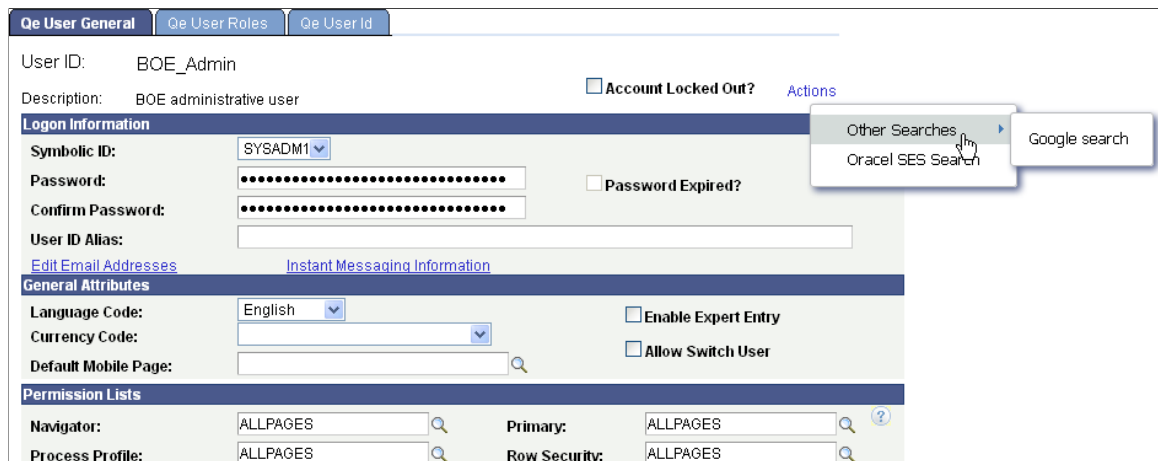 Qe User General Qe User Roles Qe User Id
User ID: BOE_Admin
Account Locked Out? Actions
Description: BOE administrative user
Logon Information
Other Searches Google search
Symbolic ID: SYSADM1
Oracel SES Search
Password: ••••••••••••••••••••••••••••••••
Password Expired?
Confirm Password: ••••••••••••••••••••••••••••••••
User ID Alias:
Edit Email Addresses Instant Messaging Information
General Attributes
Language Code: English
Enable Expert Entry
Currency Code:
Allow Switch User
Default Mobile Page:
Permission Lists
Navigator: ALLPAGES Primary: ALLPAGES ?
Process Profile: ALLPAGES Row Security: ALLPAGES